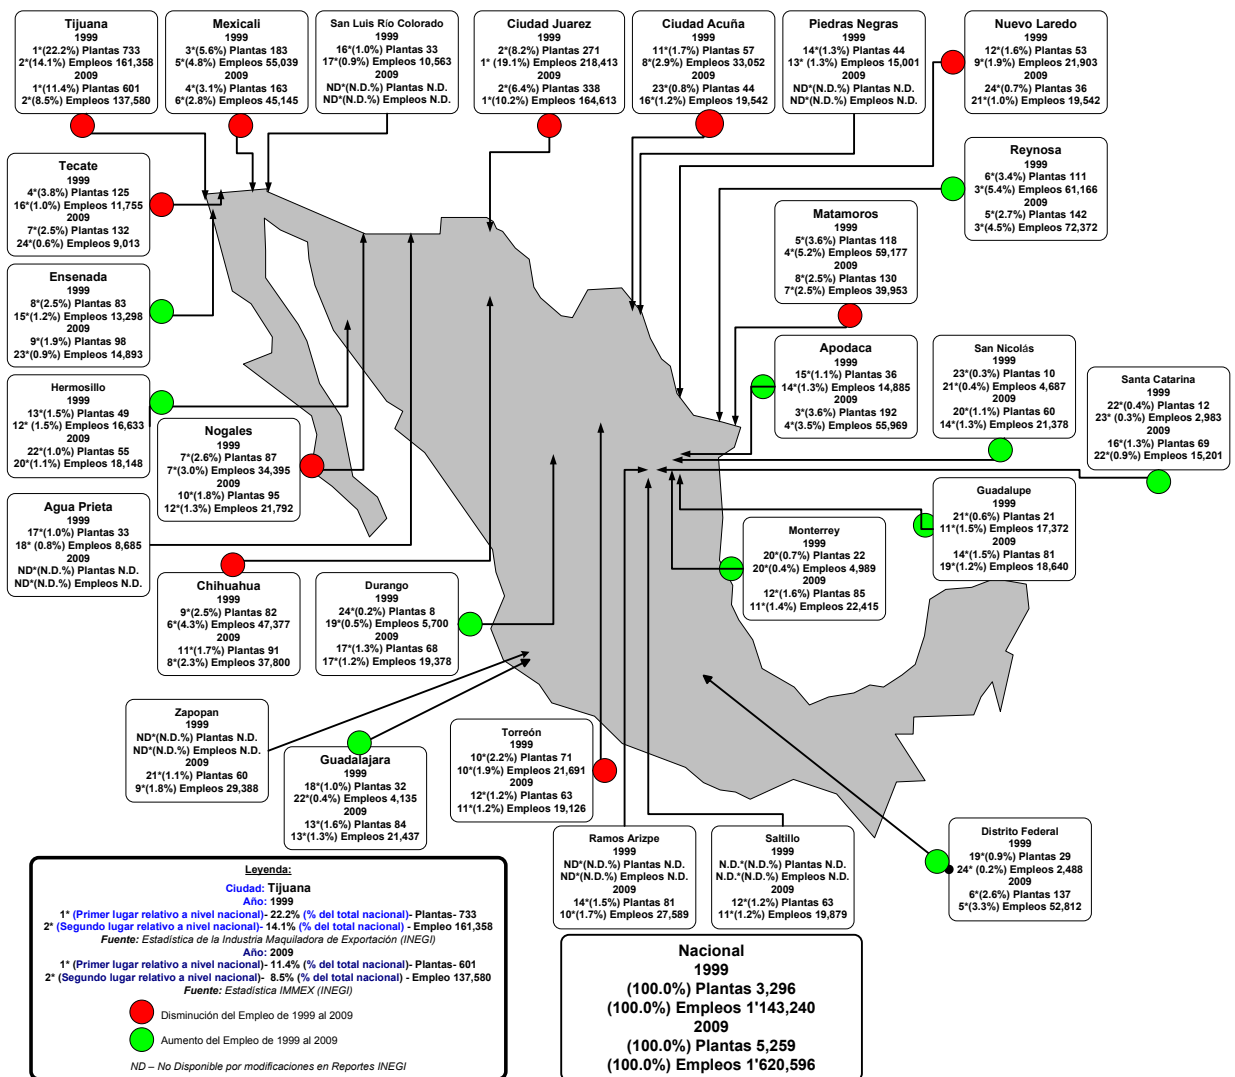 Tijuana
1999
1*(22.2%) Plantas 733
2*(14.1%) Empleos 161,358
2009
1*(11.4%) Plantas 601
2*(8.5%) Empleos 137,580
Mexicali
1999
3*(5.6%) Plantas 183
5*(4.8%) Empleos 55,039
2009
4*(3.1%) Plantas 163
6*(2.8%) Empleos 45,145
San Luis Río Colorado
1999
16*(1.0%) Plantas 33
17*(0.9%) Empleos 10,563
2009
ND*(N.D.%) Plantas N.D.
ND*(N.D.%) Empleos N.D.
Ciudad Juarez
1999
2*(8.2%) Plantas 271
1* (19.1%) Empleos 218,413
2009
2*(6.4%) Plantas 338
1*(10.2%) Empleos 164,613
Ciudad Acuña
1999
11*(1.7%) Plantas 57
8*(2.9%) Empleos 33,052
2009
23*(0.8%) Plantas 44
16*(1.2%) Empleos 19,542
Piedras Negras
1999
14*(1.3%) Plantas 44
13* (1.3%) Empleos 15,001
2009
ND*(N.D.%) Plantas N.D.
ND*(N.D.%) Empleos N.D.
Nuevo Laredo
1999
12*(1.6%) Plantas 53
9*(1.9%) Empleos 21,903
2009
24*(0.7%) Plantas 36
21*(1.0%) Empleos 19,542
Tecate
1999
4*(3.8%) Plantas 125
16*(1.0%) Empleos 11,755
2009
7*(2.5%) Plantas 132
24*(0.6%) Empleos 9,013
Reynosa
1999
6*(3.4%) Plantas 111
3*(5.4%) Empleos 61,166
2009
5*(2.7%) Plantas 142
3*(4.5%) Empleos 72,372
Matamoros
1999
5*(3.6%) Plantas 118
4*(5.2%) Empleos 59,177
2009
8*(2.5%) Plantas 130
7*(2.5%) Empleos 39,953
Ensenada
1999
8*(2.5%) Plantas 83
15*(1.2%) Empleos 13,298
2009
9*(1.9%) Plantas 98
23*(0.9%) Empleos 14,893
Apodaca
1999
15*(1.1%) Plantas 36
14*(1.3%) Empleos 14,885
2009
3*(3.6%) Plantas 192
4*(3.5%) Empleos 55,969
San Nicolás
1999
23*(0.3%) Plantas 10
21*(0.4%) Empleos 4,687
2009
20*(1.1%) Plantas 60
14*(1.3%) Empleos 21,378
Santa Catarina
1999
22*(0.4%) Plantas 12
23* (0.3%) Empleos 2,983
2009
16*(1.3%) Plantas 69
22*(0.9%) Empleos 15,201
Hermosillo
1999
13*(1.5%) Plantas 49
12* (1.5%) Empleos 16,633
2009
22*(1.0%) Plantas 55
20*(1.1%) Empleos 18,148
Nogales
1999
7*(2.6%) Plantas 87
7*(3.0%) Empleos 34,395
2009
10*(1.8%) Plantas 95
12*(1.3%) Empleos 21,792
Agua Prieta
1999
17*(1.0%) Plantas 33
18* (0.8%) Empleos 8,685
2009
ND*(N.D.%) Plantas N.D.
ND*(N.D.%) Empleos N.D.
Guadalupe
1999
21*(0.6%) Plantas 21
11*(1.5%) Empleos 17,372
2009
14*(1.5%) Plantas 81
19*(1.2%) Empleos 18,640
Monterrey
1999
20*(0.7%) Plantas 22
20*(0.4%) Empleos 4,989
2009
12*(1.6%) Plantas 85
11*(1.4%) Empleos 22,415
Chihuahua
1999
9*(2.5%) Plantas 82
6*(4.3%) Empleos 47,377
2009
11*(1.7%) Plantas 91
8*(2.3%) Empleos 37,800
Durango
1999
24*(0.2%) Plantas 8
19*(0.5%) Empleos 5,700
2009
17*(1.3%) Plantas 68
17*(1.2%) Empleos 19,378
Zapopan
1999
ND*(N.D.%) Plantas N.D.
ND*(N.D.%) Empleos N.D.
2009
21*(1.1%) Plantas 60
9*(1.8%) Empleos 29,388
Guadalajara
1999
18*(1.0%) Plantas 32
22*(0.4%) Empleos 4,135
2009
13*(1.6%) Plantas 84
13*(1.3%) Empleos 21,437
Torreón
1999
10*(2.2%) Plantas 71
10*(1.9%) Empleos 21,691
2009
12*(1.2%) Plantas 63
11*(1.2%) Empleos 19,126
Ramos Arizpe
1999
ND*(N.D.%) Plantas N.D.
ND*(N.D.%) Empleos N.D.
2009
14*(1.5%) Plantas 81
10*(1.7%) Empleos 27,589
Saltillo
1999
N.D.*(N.D.%) Plantas N.D.
N.D.*(N.D.%) Empleos N.D.
2009
12*(1.2%) Plantas 63
11*(1.2%) Empleos 19,879
Distrito Federal
1999
19*(0.9%) Plantas 29
24* (0.2%) Empleos 2,488
2009
6*(2.6%) Plantas 137
5*(3.3%) Empleos 52,812
Leyenda:
Ciudad: Tijuana
Año: 1999
1* (Primer lugar relativo a nivel nacional)- 22.2% (% del total nacional)- Plantas- 733
2* (Segundo lugar relativo a nivel nacional)- 14.1% (% del total nacional) - Empleo 161,358
Fuente: Estadística de la Industria Maquiladora de Exportación (INEGI)
Año: 2009
1* (Primer lugar relativo a nivel nacional)- 11.4% (% del total nacional)- Plantas- 601
2* (Segundo lugar relativo a nivel nacional)- 8.5% (% del total nacional) - Empleo 137,580
Fuente: Estadística IMMEX (INEGI)
Disminución del Empleo de 1999 al 2009
Aumento del Empleo de 1999 al 2009
ND – No Disponible por modificaciones en Reportes INEGI
Nacional
1999
(100.0%) Plantas 3,296
(100.0%) Empleos 1'143,240
2009
(100.0%) Plantas 5,259
(100.0%) Empleos 1'620,596